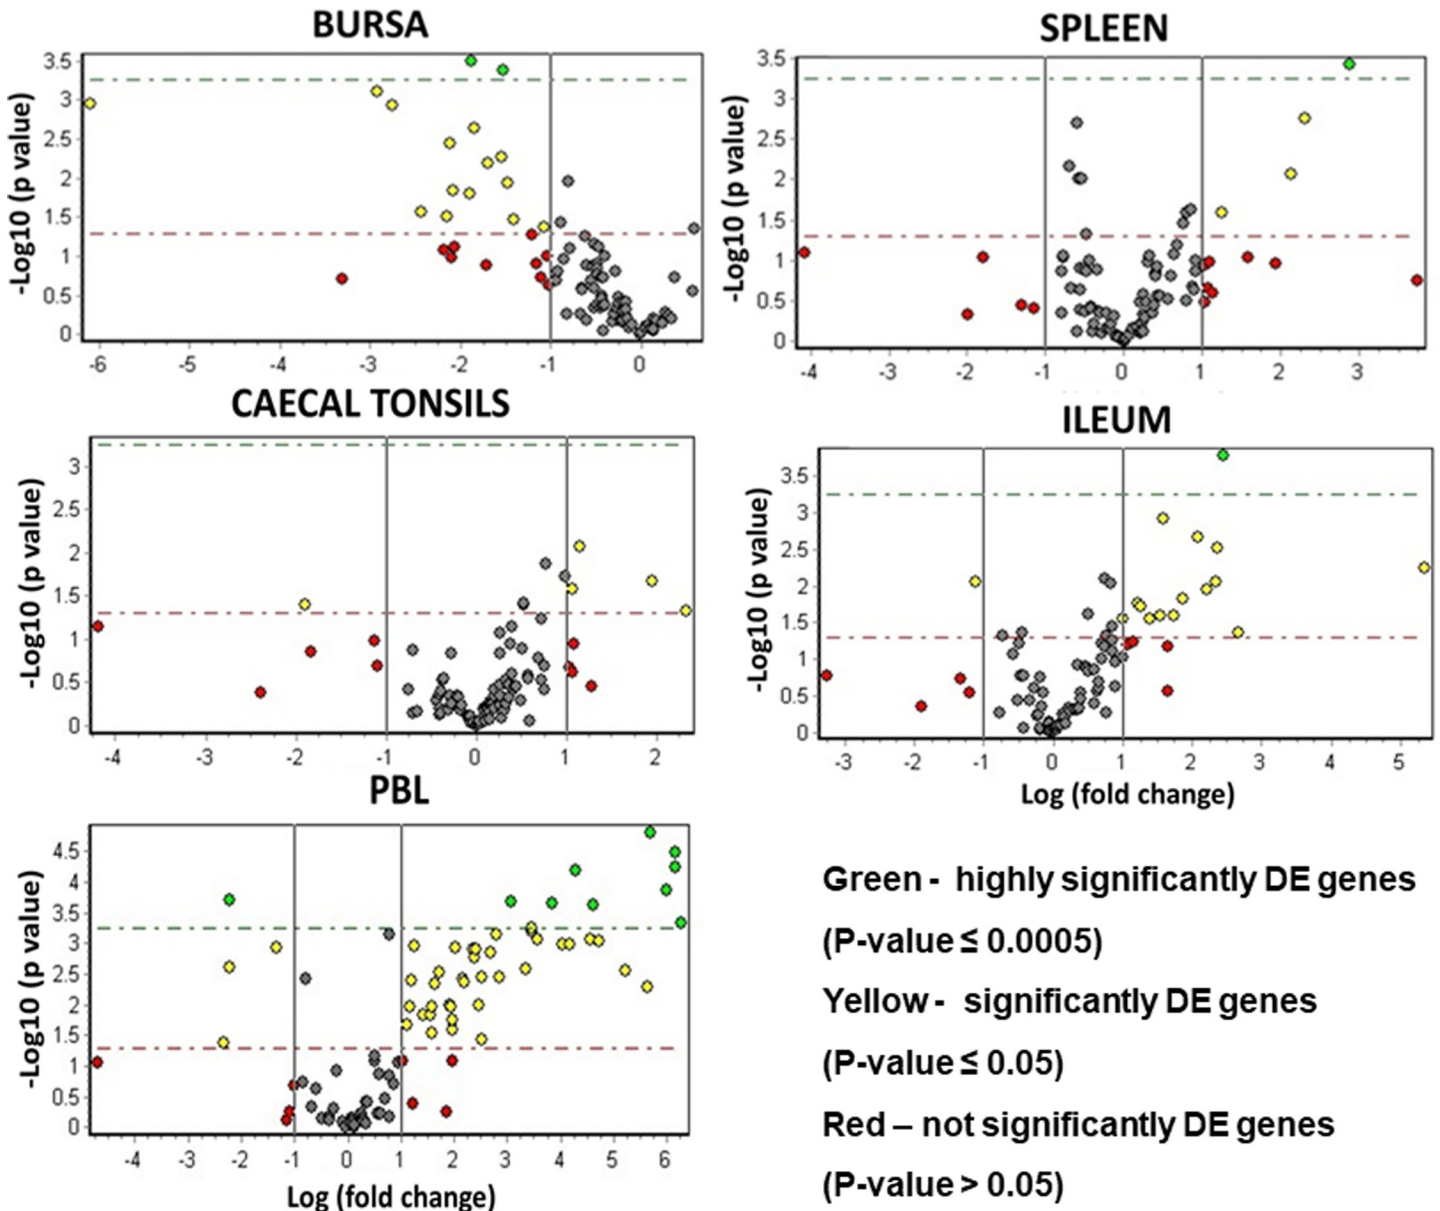 BURSA
-Log10 (p value)
3.5
3
2.5
2
1.5
1
0.5
0
-6 -5 -4 -3 -2 -1 0
SPLEEN
-Log10 (p value)
3.5
3
2.5
2
1.5
1
0.5
0
-4 -3 -2 -1 0 1 2 3
CAECAL TONSILS
-Log10 (p value)
3
2.5
2
1.5
1
0.5
0
-4 -3 -2 -1 0 1 2
ILEUM
-Log10 (p value)
3.5
3
2.5
2
1.5
1
0.5
0
-3 -2 -1 0 1 2 3 4 5
Log (fold change)
PBL
-Log10 (p value)
4.5
4
3.5
3
2.5
2
1.5
1
0.5
0
-4 -3 -2 -1 0 1 2 3 4 5 6
Log (fold change)
Green - highly significantly DE genes
(P-value ≤ 0.0005)
Yellow - significantly DE genes
(P-value ≤ 0.05)
Red – not significantly DE genes
(P-value > 0.05)